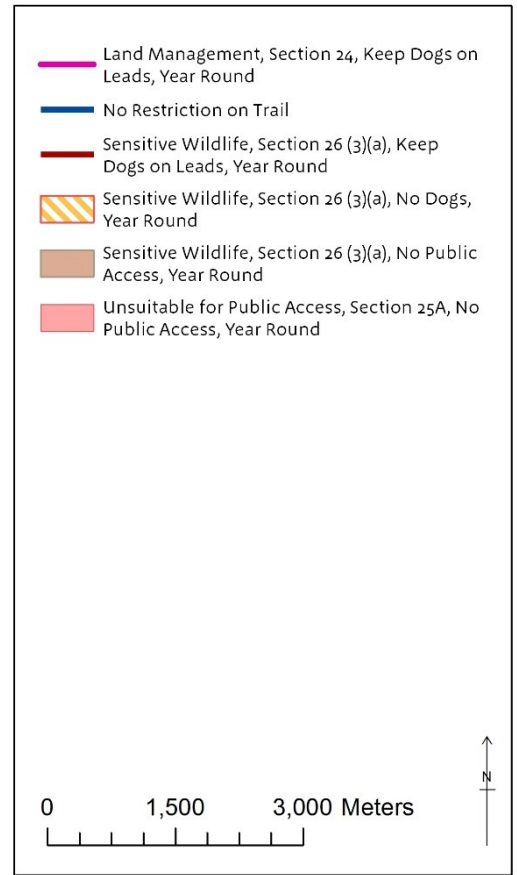 Land Management, Section 24, Keep Dogs on
Leads, Year Round
No Restriction on Trail
Sensitive Wildlife, Section 26 (3)(a), Keep
Dogs on Leads, Year Round
Sensitive Wildlife, Section 26 (3)(a), No Dogs,
Year Round
Sensitive Wildlife, Section 26 (3)(a), No Public
Access, Year Round
Unsuitable for Public Access, Section 25A, No
Public Access, Year Round
N
0 1,500 3,000 Meters